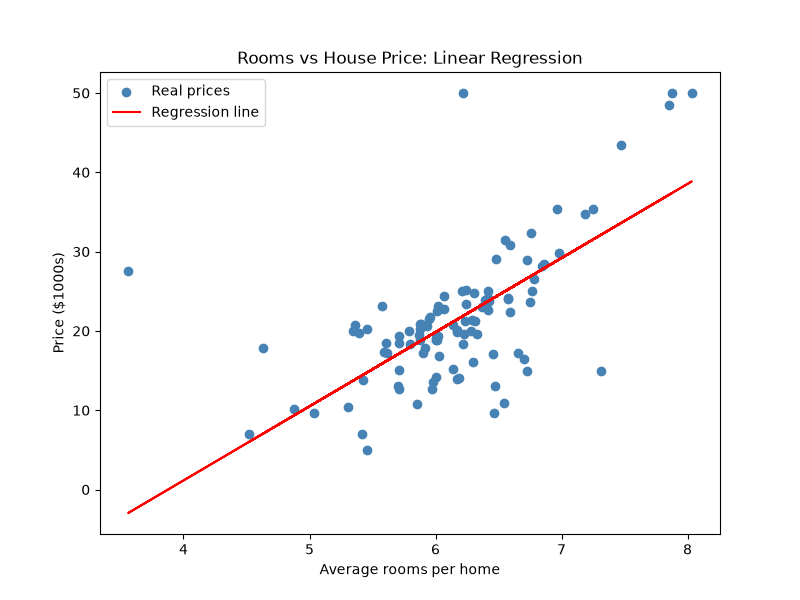 Rooms vs House Price: Linear Regression
Real prices
Regression line
50
40
30
20
10
0
Price ($1000s)
4 5 6 7 8
Average rooms per home